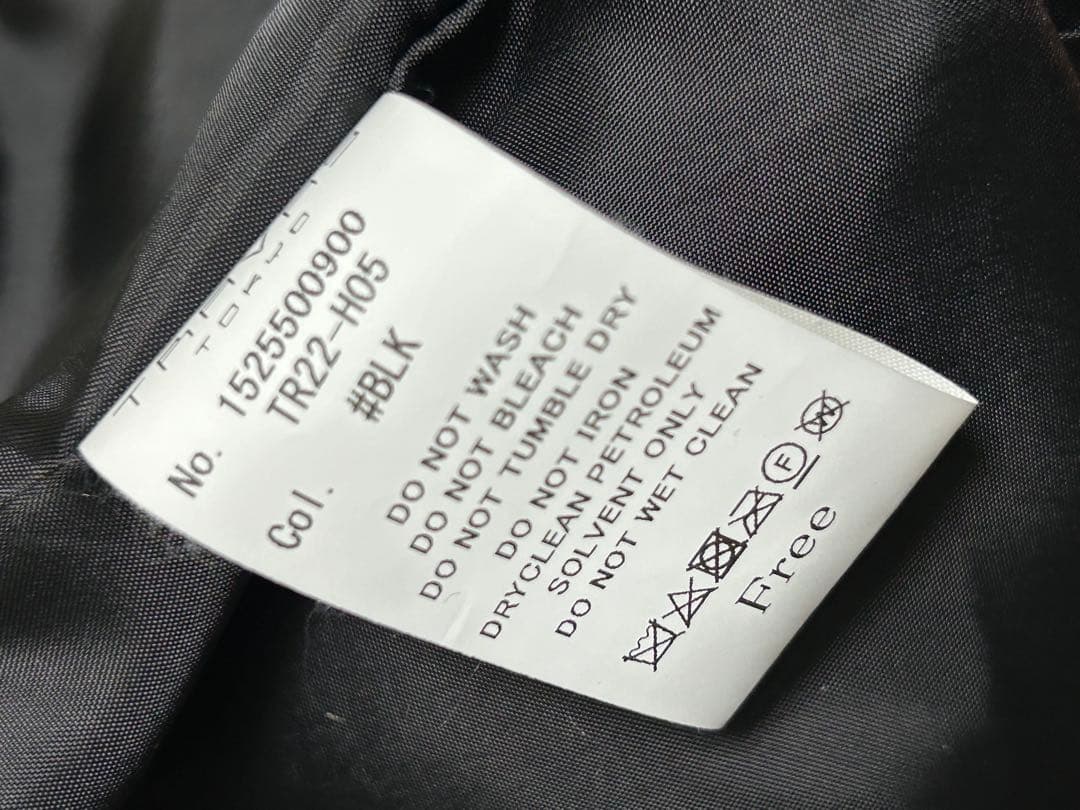 TOKYO
No. 1525500900
TR22-H05
Col. #BLK
DO NOT WASH
DO NOT BLEACH
DO NOT TUMBLE DRY
DO NOT IRON
DRYCLEAN PETROLEUM
SOLVENT ONLY
DO NOT WET CLEAN
F W
Free